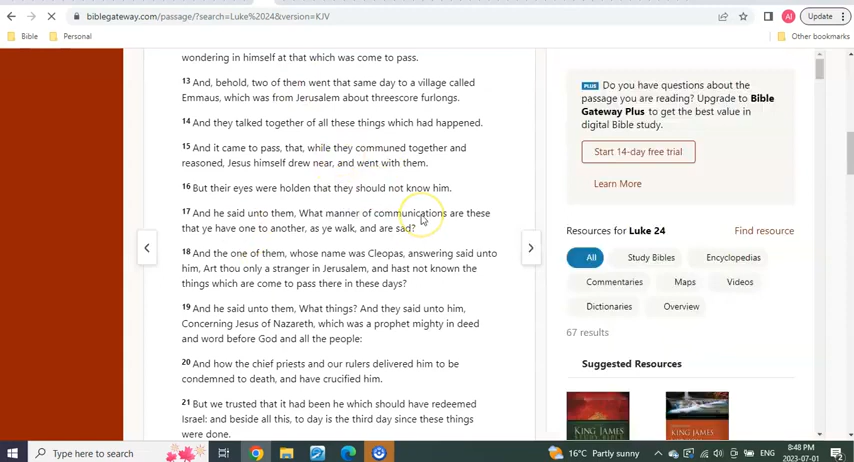 biblegateway.com/passage/?search=Luke%2024&version=KJV
AI
Update
Bible
Personal
Other bookmarks
wondering in himself at that which was come to pass.
13 And, behold, two of them went that same day to a village called
Emmaus, which was from Jerusalem about threescore furlongs.
14 And they talked together of all these things which had happened.
15 And it came to pass, that, while they communed together and
reasoned, Jesus himself drew near, and went with them.
16 But their eyes were holden that they should not know him.
17 And he said unto them, What manner of communications are these
that ye have one to another, as ye walk, and are sad?
18 And the one of them, whose name was Cleopas, answering said unto
him, Art thou only a stranger in Jerusalem, and hast not known the
things which are come to pass there in these days?
19 And he said unto them, What things? And they said unto him,
Concerning Jesus of Nazareth, which was a prophet mighty in deed
and word before God and all the people:
20 And how the chief priests and our rulers delivered him to be
condemned to death, and have crucified him.
21 But we trusted that it had been he which should have redeemed
Israel: and beside all this, to day is the third day since these things
were done.
PLUS Do you have questions about the
passage you are reading? Upgrade to Bible
Gateway Plus to get the best value in
digital Bible study.
Start 14-day free trial
Learn More
Resources for Luke 24 Find resource
All Study Bibles Encyclopedias
Commentaries Maps Videos
Dictionaries Overview
67 results
Suggested Resources
KING JAMES
KING JAMES
Type here to search
16°C Partly sunny
ENG
8:48 PM
2023-07-01
2